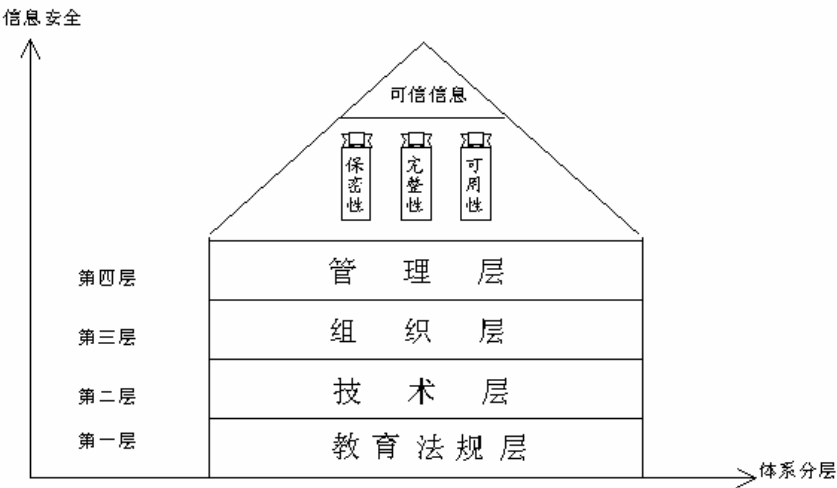 信息安全
可信信息
保密性
完整性
可用性
第四层
管理层
第三层
组织层
第二层
技术层
第一层
教育法规层
体系分层